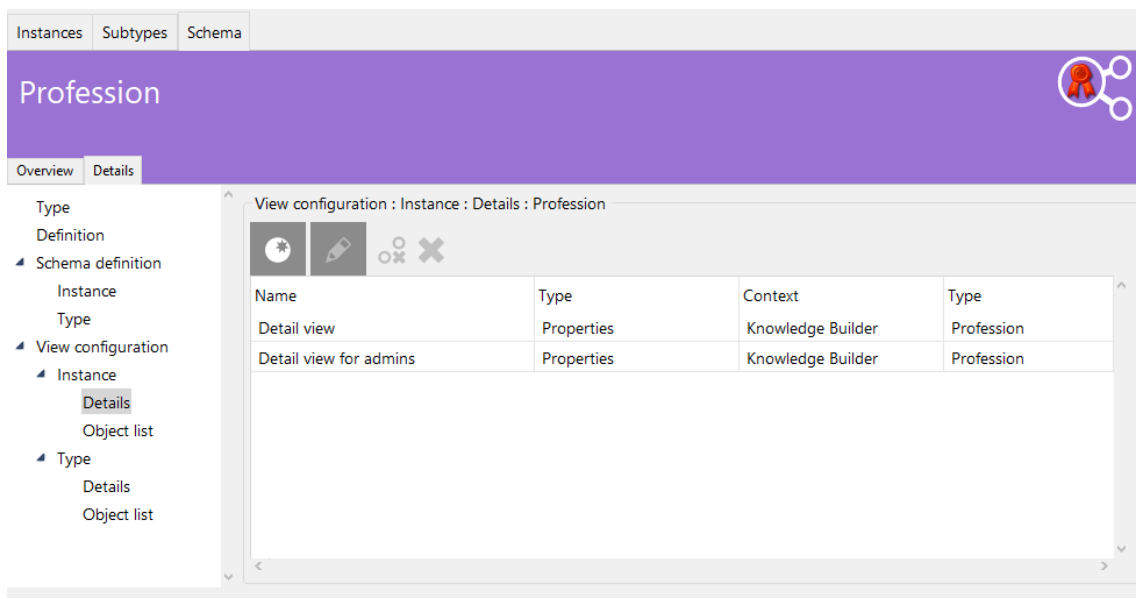 Instances Subtypes Schema
Profession
Overview Details
Type
Definition
Schema definition
Instance
Type
View configuration
Instance
Details
Object list
Type
Details
Object list
View configuration : Instance : Details : Profession
Name Type Context Type
Detail view Properties Knowledge Builder Profession
Detail view for admins Properties Knowledge Builder Profession